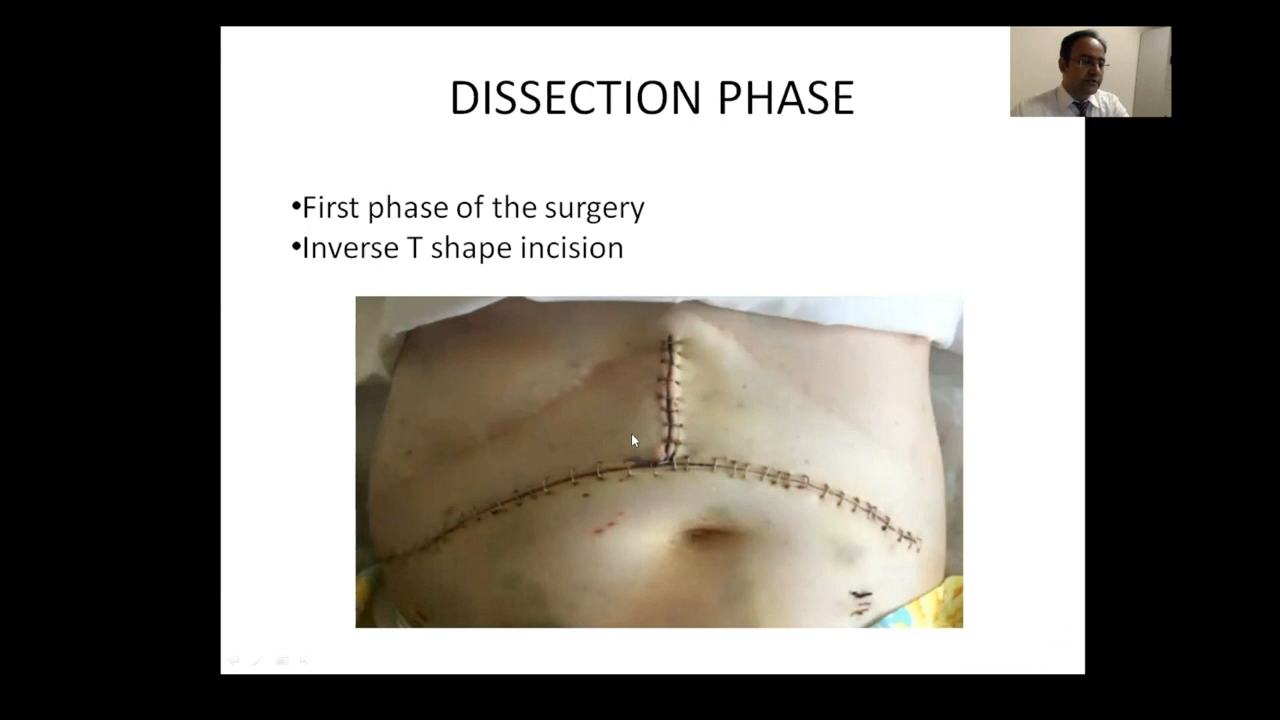 DISSECTION PHASE
•First phase of the surgery
•Inverse T shape incision